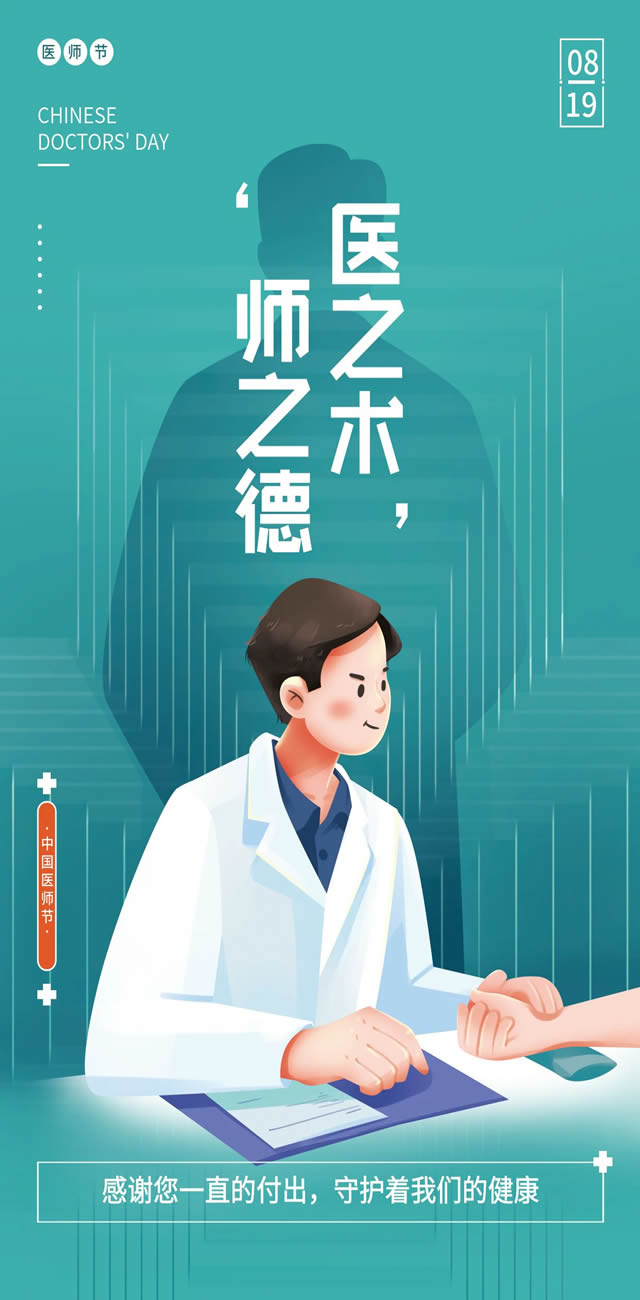 医师节
08
19
CHINESE
DOCTORS' DAY
医之术，
‘师之德
·中国医师节·
感谢您一直的付出，守护着我们的健康